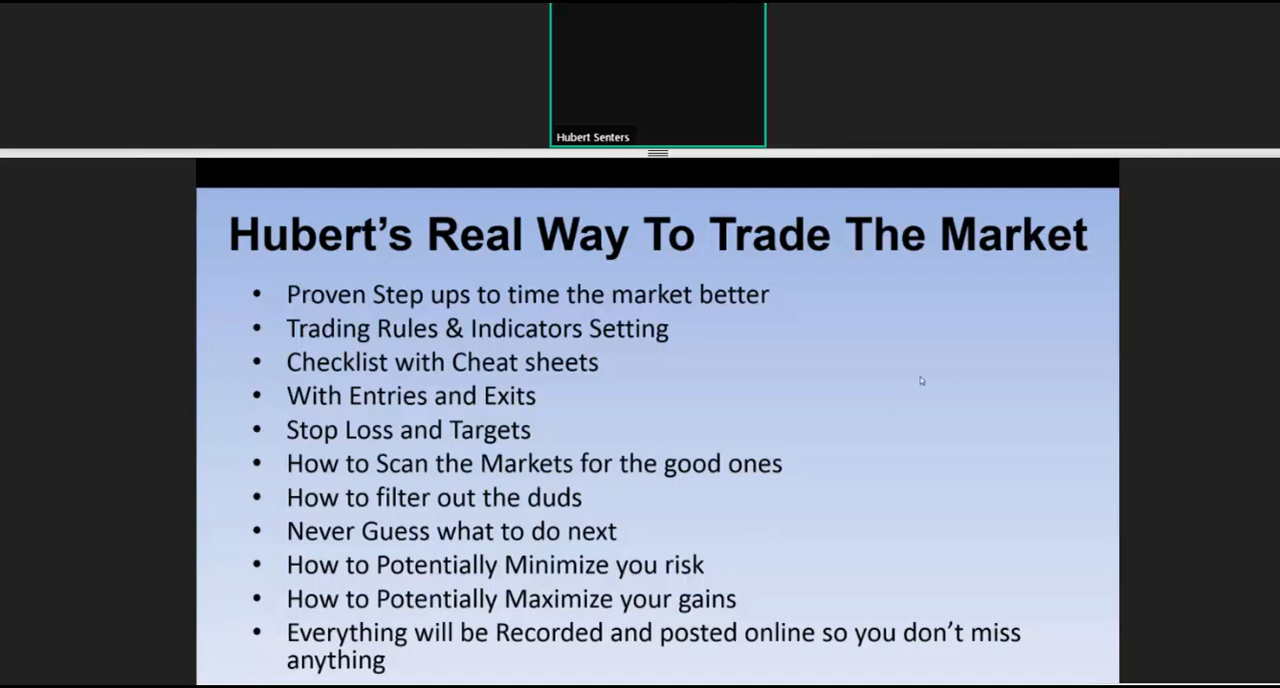 Hubert Senters
Hubert's Real Way To Trade The Market
• Proven Step ups to time the market better
• Trading Rules & Indicators Setting
• Checklist with Cheat sheets
• With Entries and Exits
• Stop Loss and Targets
• How to Scan the Markets for the good ones
• How to filter out the duds
• Never Guess what to do next
• How to Potentially Minimize you risk
• How to Potentially Maximize your gains
• Everything will be Recorded and posted online so you don't miss
anything